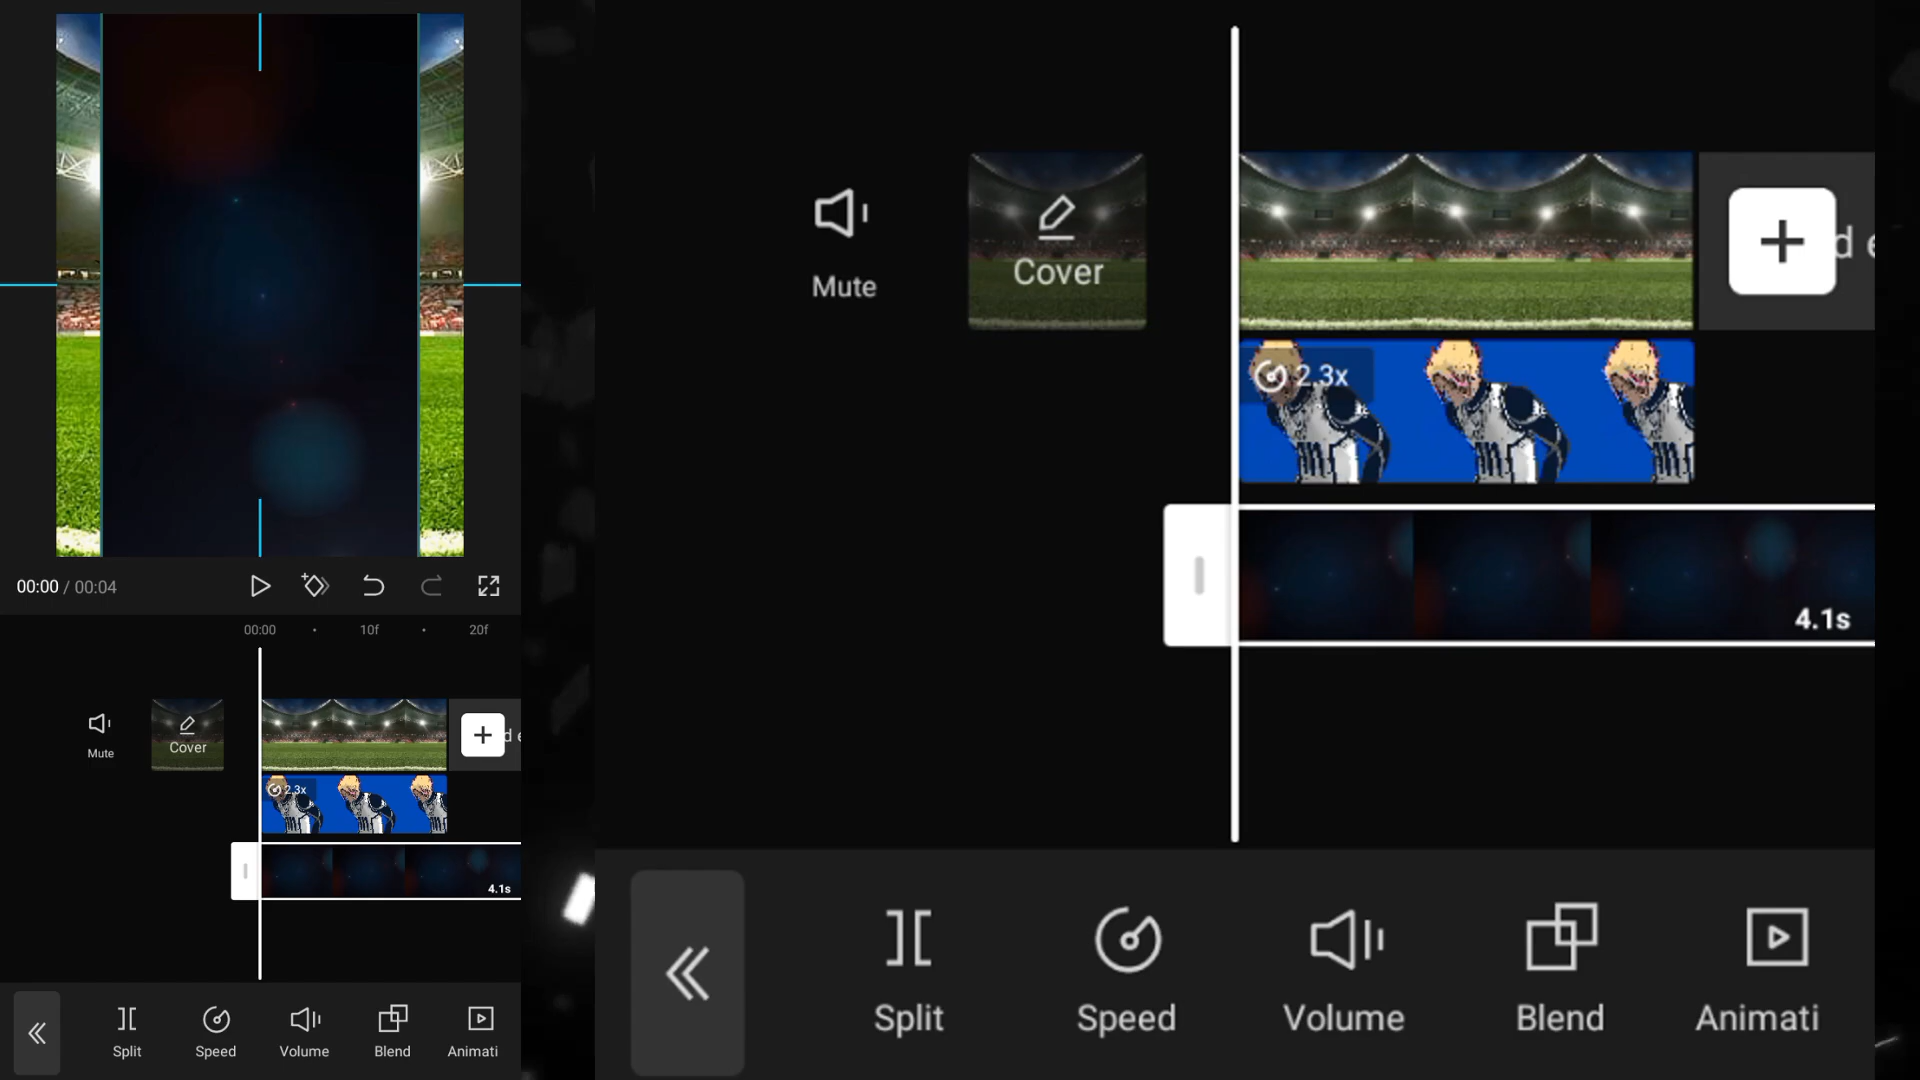 00:00 / 00:04
00:00 10f 20f
Mute
Cover
d e
2.3x
4.1s
Split Speed Volume Blend Animati
Mute
Cover
d e
2.3x
4.1s
Split Speed Volume Blend Animati